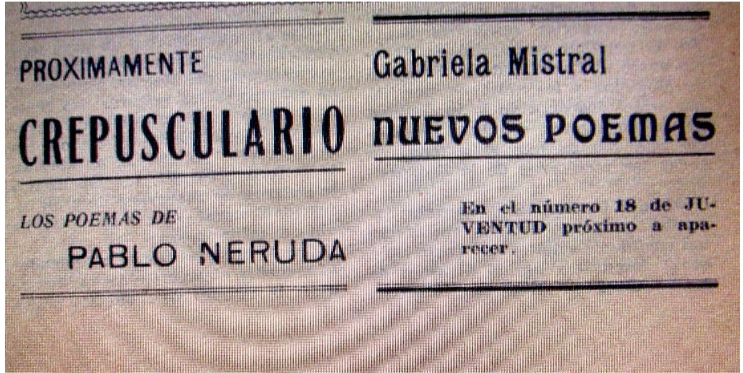 PROXIMAMENTE
CREPUSCULARIO
LOS POEMAS DE
PABLO NERUDA
Gabriela Mistral
NUEVOS POEMAS
En el número 18 de JU-
VENTUD próximo a apa-
recer.